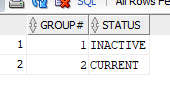 SQL | All Rows Fe
GROUP# STATUS
1 1 INACTIVE
2 2 CURRENT